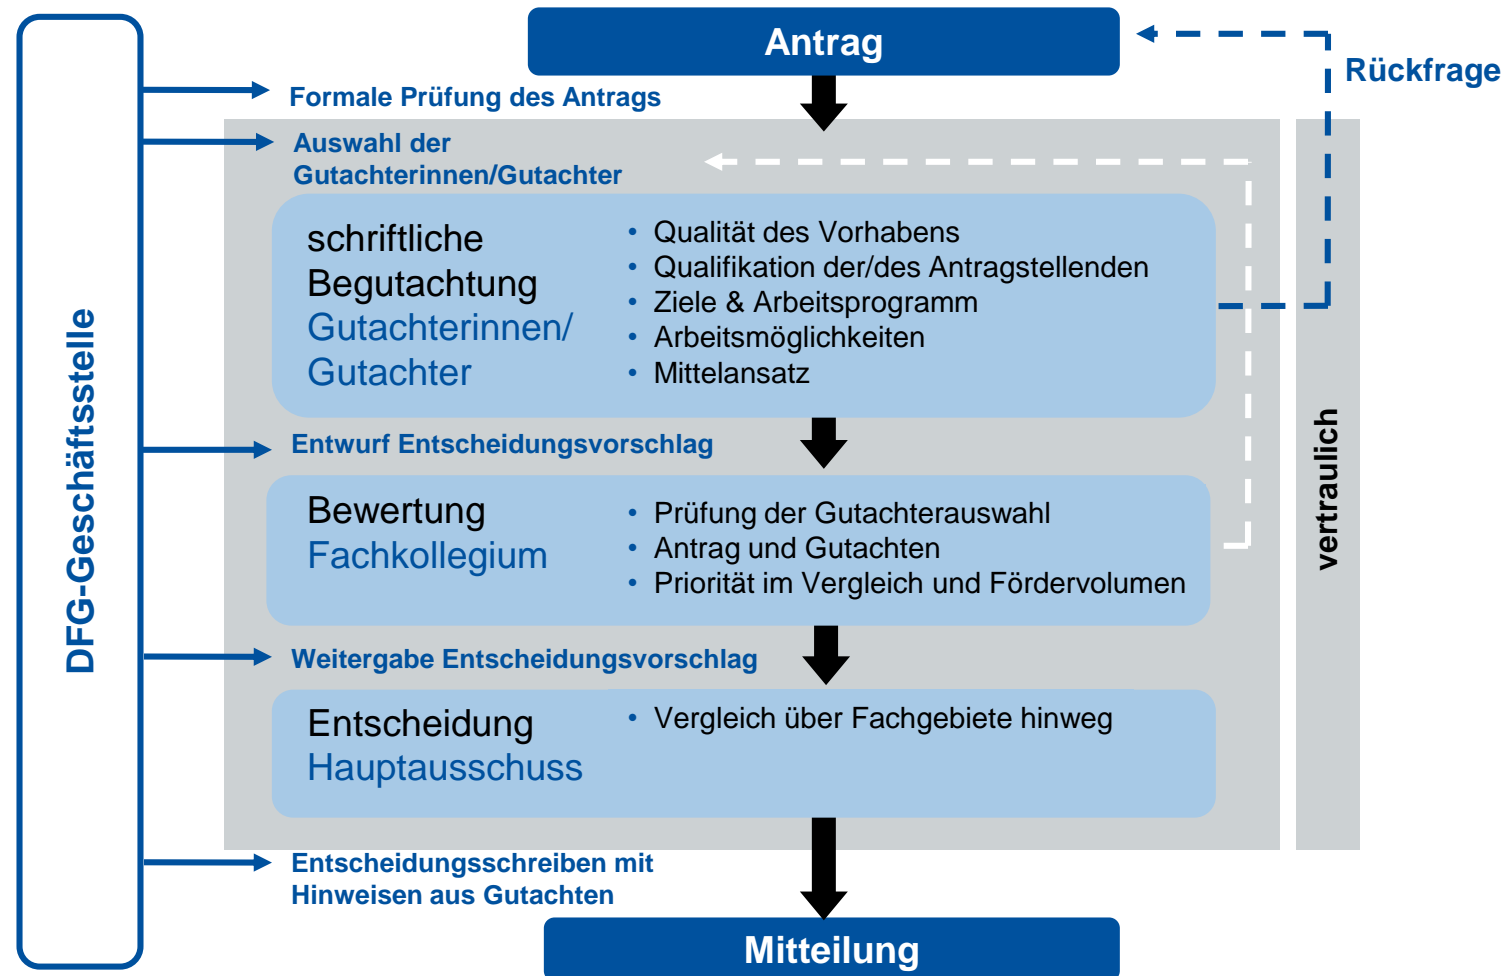 DFG-Geschäftsstelle
Antrag
Rückfrage
Formale Prüfung des Antrags
Auswahl der
Gutachterinnen/Gutachter
schriftliche
Begutachtung
Gutachterinnen/
Gutachter
• Qualität des Vorhabens
• Qualifikation der/des Antragstellenden
• Ziele & Arbeitsprogramm
• Arbeitsmöglichkeiten
• Mittelansatz
vertraulich
Entwurf Entscheidungsvorschlag
Bewertung
Fachkollegium
• Prüfung der Gutachterauswahl
• Antrag und Gutachten
• Priorität im Vergleich und Fördervolumen
Weitergabe Entscheidungsvorschlag
Entscheidung
Hauptausschuss
• Vergleich über Fachgebiete hinweg
Entscheidungsschreiben mit
Hinweisen aus Gutachten
Mitteilung